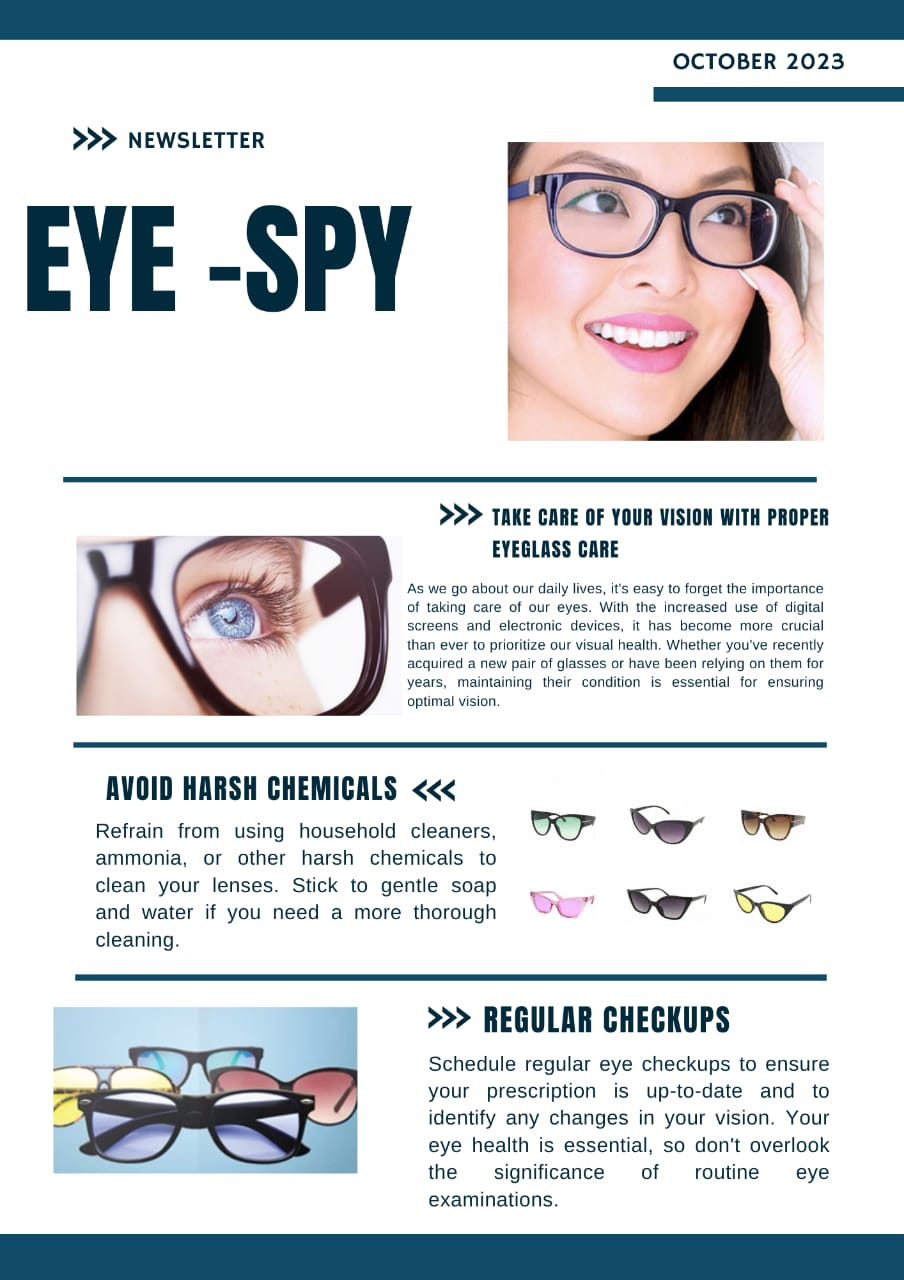 OCTOBER 2023
>>> NEWSLETTER
EYE -SPY
>>> TAKE CARE OF YOUR VISION WITH PROPER
EYEGLASS CARE
As we go about our daily lives, it's easy to forget the importance
of taking care of our eyes. With the increased use of digital
screens and electronic devices, it has become more crucial
than ever to prioritize our visual health. Whether you've recently
acquired a new pair of glasses or have been relying on them for
years, maintaining their condition is essential for ensuring
optimal vision.
AVOID HARSH CHEMICALS <<<
Refrain from using household cleaners,
ammonia, or other harsh chemicals to
clean your lenses. Stick to gentle soap
and water if you need a more thorough
cleaning.
>>> REGULAR CHECKUPS
Schedule regular eye checkups to ensure
your prescription is up-to-date and to
identify any changes in your vision. Your
eye health is essential, so don't overlook
the significance of routine eye
examinations.